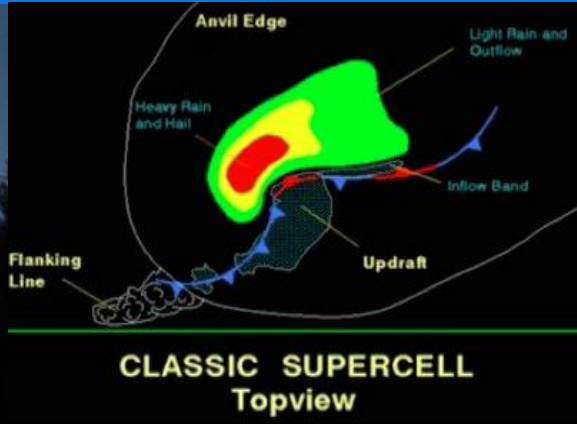 Anvil Edge
Light Rain and
Outflow
Heavy Rain
and Hail
Inflow Band
Flanking
Line
Updraft
CLASSIC SUPERCELL
Topview